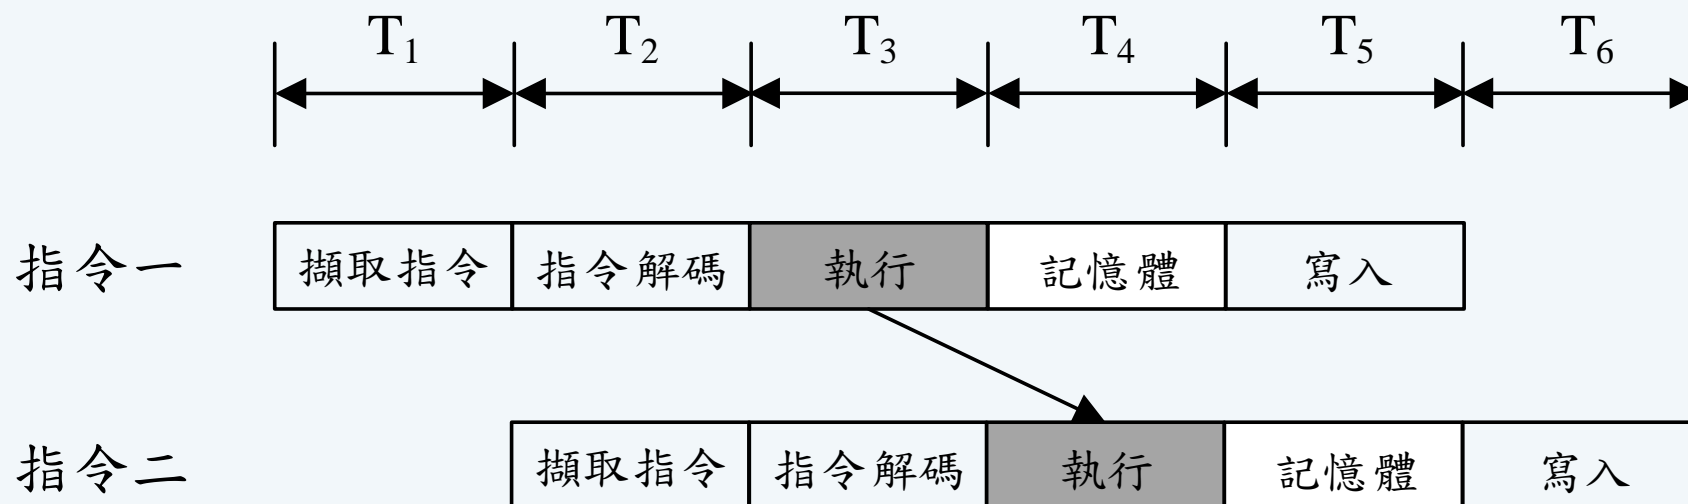 T₁ T₂ T₃ T₄ T₅ T₆
指令一 擷取指令 指令解碼 執行 記憶體 寫入
指令二 擷取指令 指令解碼 執行 記憶體 寫入